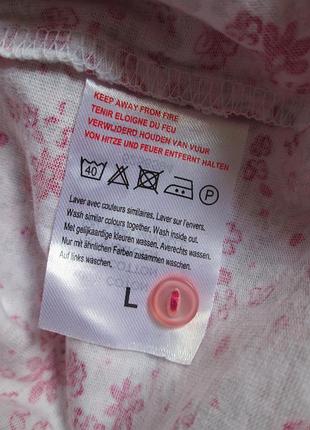 KEEP AWAY FROM FIRE
TENIR ELOIGNE DU FEU
VERWIJDERD HOUDEN VAN VUUR
VON HITZE UND FEUER ENTFERNT HALTEN
40 P
Laver avec couleurs similaires. Laver sur l'envers.
Wash similar colours together. Wash inside out.
Met gelijkaardige kleuren wassen. Averechts wassen.
Nur mit ähnlichen Farben zusammen waschen.
Auf links waschen.
L